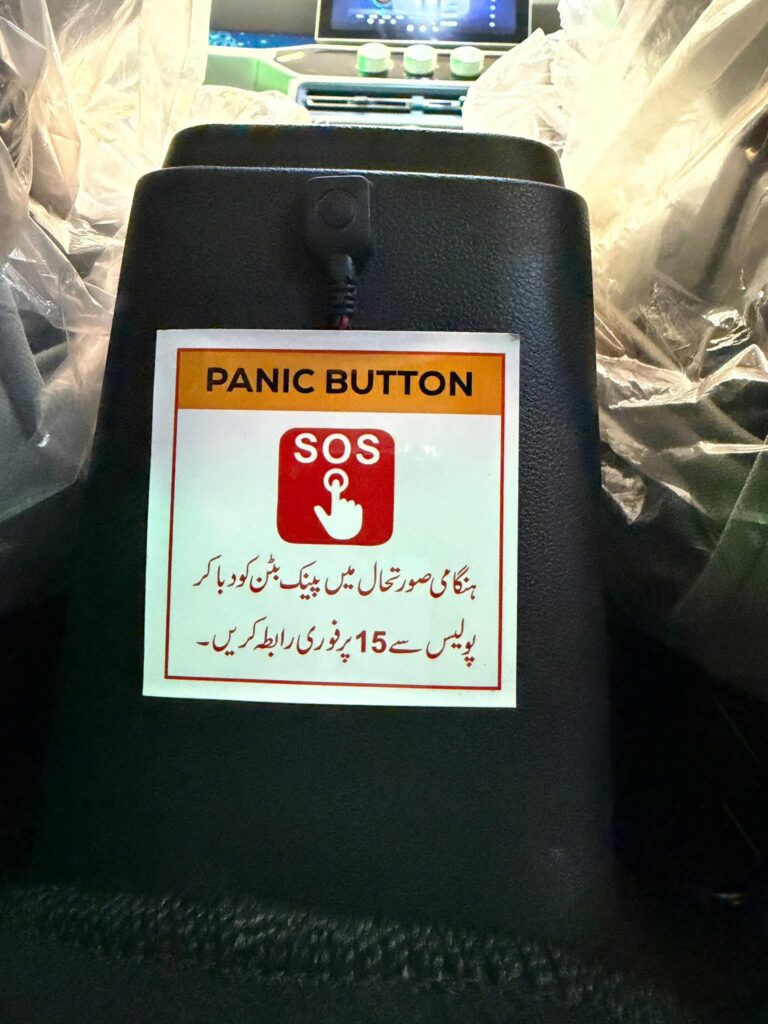 PANIC BUTTON
SOS
ہنگامی صورتحال میں پینک بٹن کو دبا کر
پولیس سے 15 پر فوری رابطہ کریں۔